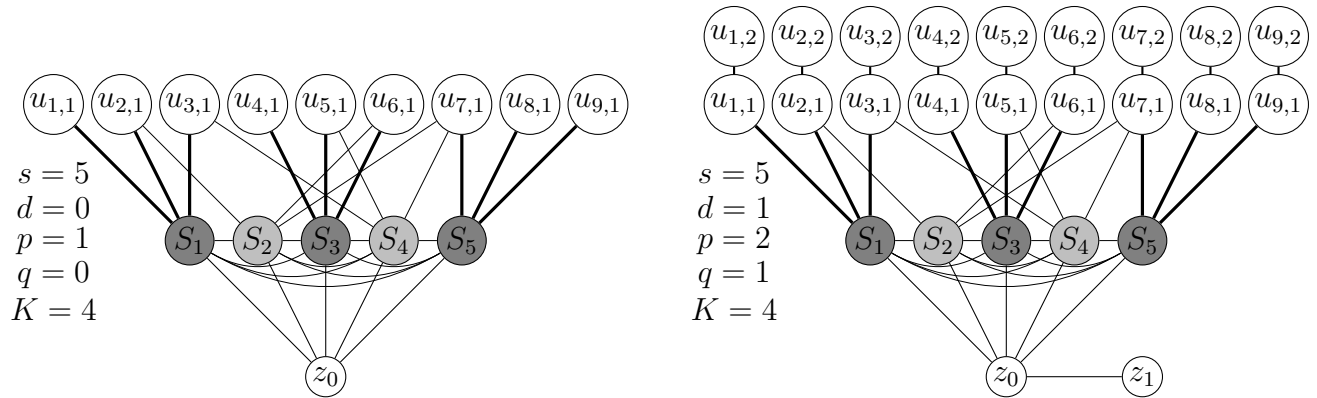 u_{1,2} u_{2,2} u_{3,2} u_{4,2} u_{5,2} u_{6,2} u_{7,2} u_{8,2} u_{9,2}
u_{1,1} u_{2,1} u_{3,1} u_{4,1} u_{5,1} u_{6,1} u_{7,1} u_{8,1} u_{9,1}
u_{1,1} u_{2,1} u_{3,1} u_{4,1} u_{5,1} u_{6,1} u_{7,1} u_{8,1} u_{9,1}
s = 5
d = 0
p = 1
q = 0
K = 4
S_1 S_2 S_3 S_4 S_5
z_0
s = 5
d = 1
p = 2
q = 1
K = 4
S_1 S_2 S_3 S_4 S_5
z_0 z_1